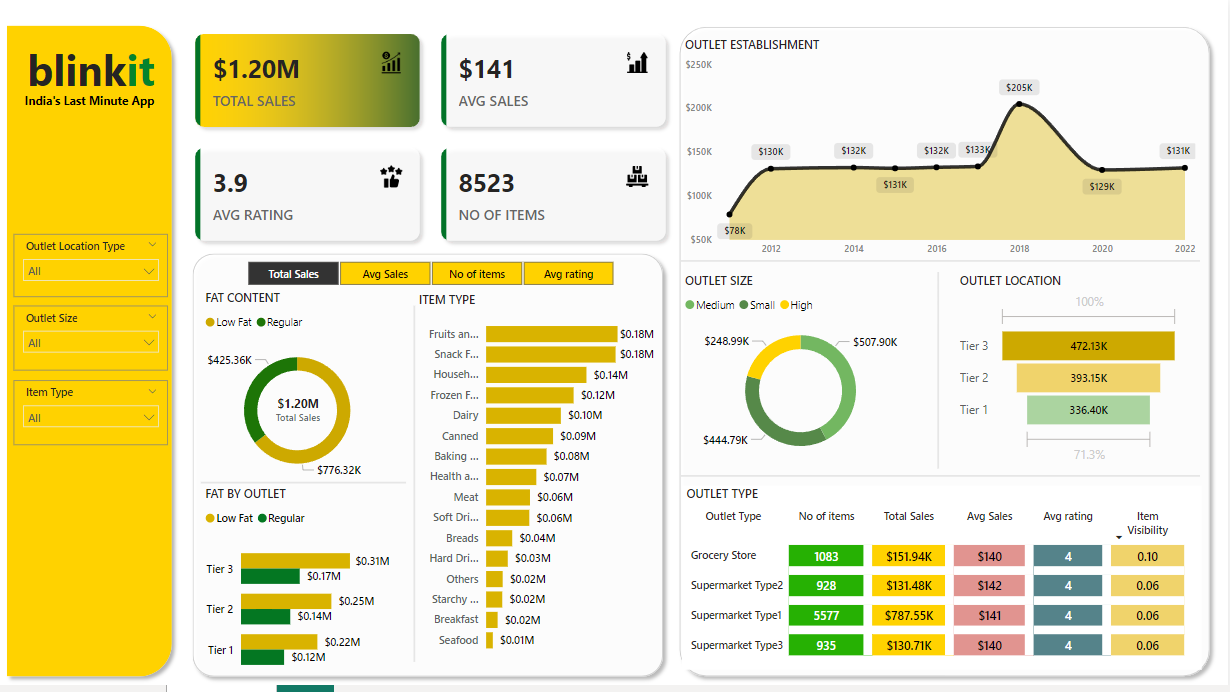 blinkit
India's Last Minute App
Outlet Location Type
All
Outlet Size
All
Item Type
All
$1.20M
TOTAL SALES
$141
AVG SALES
3.9
AVG RATING
8523
NO OF ITEMS
Total Sales Avg Sales No of items Avg rating
FAT CONTENT
Low Fat Regular
$425.36K
$1.20M
Total Sales
$776.32K
FAT BY OUTLET
Low Fat Regular
Tier 3 $0.31M
$0.17M
Tier 2 $0.25M
$0.14M
Tier 1 $0.22M
$0.12M
ITEM TYPE
Fruits an... $0.18M
Snack F... $0.18M
Househ... $0.14M
Frozen F... $0.12M
Dairy $0.10M
Canned $0.09M
Baking ... $0.08M
Health a... $0.07M
Meat $0.06M
Soft Dri... $0.06M
Breads $0.04M
Hard Dri... $0.03M
Others $0.02M
Starchy ... $0.02M
Breakfast $0.02M
Seafood $0.01M
OUTLET ESTABLISHMENT
$250K
$200K
$150K
$100K
$50K
$78K $130K $132K $131K $132K $133K $205K $129K $131K
2012 2014 2016 2018 2020 2022
OUTLET SIZE
Medium Small High
$248.99K $507.90K
$444.79K
OUTLET LOCATION
100%
Tier 3 472.13K
Tier 2 393.15K
Tier 1 336.40K
71.3%
OUTLET TYPE
Outlet Type No of items Total Sales Avg Sales Avg rating Item Visibility
Grocery Store 1083 $151.94K $140 4 0.10
Supermarket Type2 928 $131.48K $142 4 0.06
Supermarket Type1 5577 $787.55K $141 4 0.06
Supermarket Type3 935 $130.71K $140 4 0.06